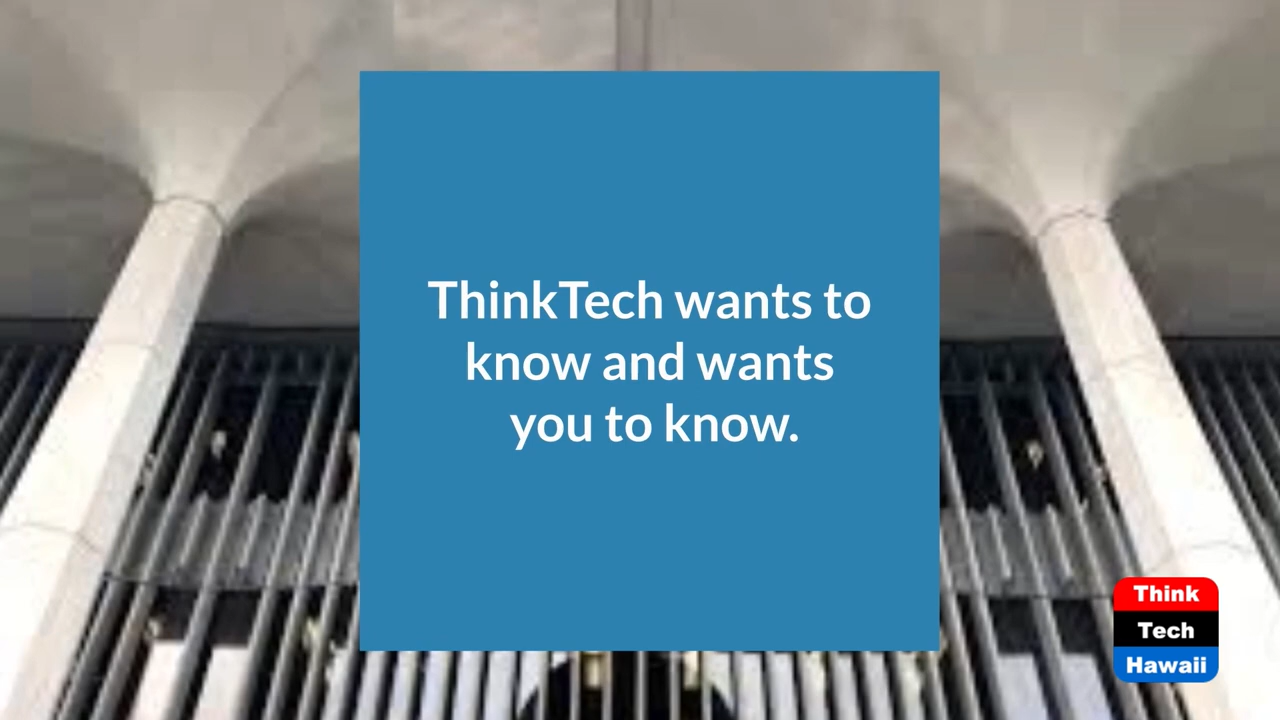 ThinkTech wants to
know and wants
you to know.
Think
Tech
Hawaii